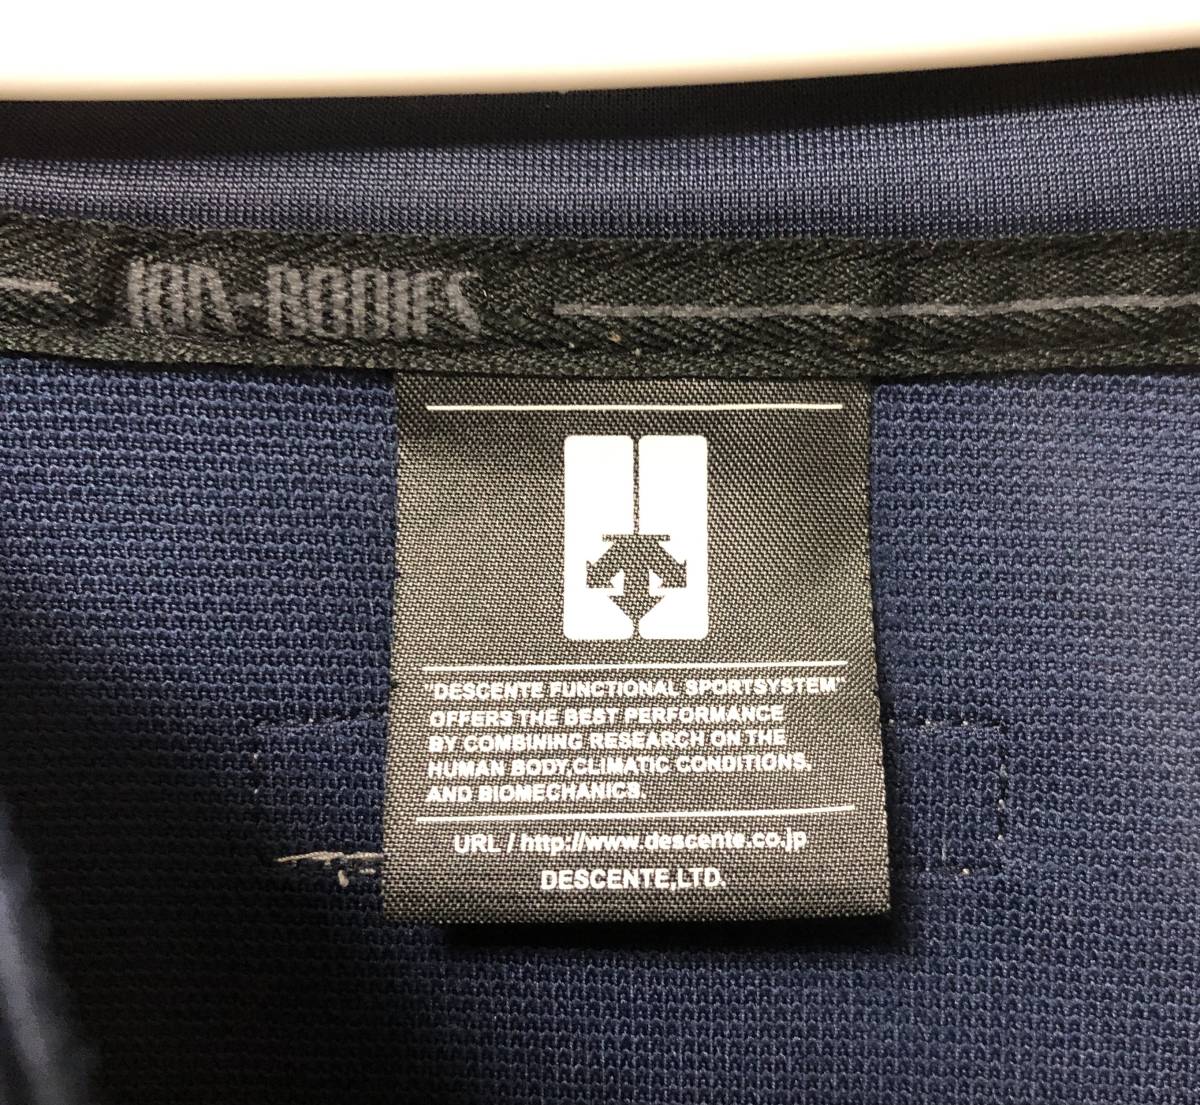 "DESCENTE FUNCTIONAL SPORTSYSTEM"
OFFERS THE BEST PERFORMANCE
BY COMBINING RESEARCH ON THE
HUMAN BODY,CLIMATIC CONDITIONS,
AND BIOMECHANICS.
URL / http://www.descente.co.jp
DESCENTE,LTD.